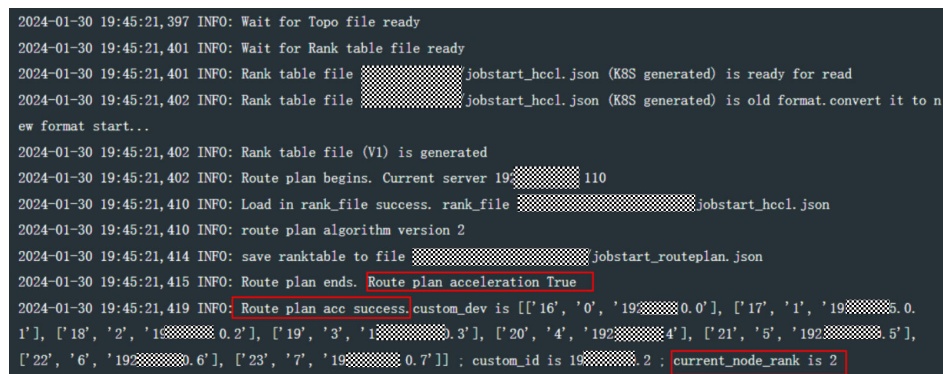 2024-01-30 19:45:21,397 INFO: Wait for Topo file ready
2024-01-30 19:45:21,401 INFO: Wait for Rank table file ready
2024-01-30 19:45:21,401 INFO: Rank table file /jobstart_hccl.json (K8S generated) is ready for read
2024-01-30 19:45:21,402 INFO: Rank table file /jobstart_hccl.json (K8S generated) is old format.convert it to n
ew format start...
2024-01-30 19:45:21,402 INFO: Rank table file (V1) is generated
2024-01-30 19:45:21,402 INFO: Route plan begins. Current server 192 110
2024-01-30 19:45:21,410 INFO: Load in rank_file success. rank_file jobstart_hccl.json
2024-01-30 19:45:21,410 INFO: route plan algorithm version 2
2024-01-30 19:45:21,414 INFO: save ranktable to file /jobstart_routeplan.json
2024-01-30 19:45:21,415 INFO: Route plan ends. Route plan acceleration True
2024-01-30 19:45:21,419 INFO: Route plan acc success.custom_dev is [['16', '0', '192 0.0'], ['17', '1', '19 5.0.
1'], ['18', '2', '19 0.2'], ['19', '3', '1 0.3'], ['20', '4', '192 4'], ['21', '5', '192 .5'],
['22', '6', '192 0.6'], ['23', '7', '19 0.7']] ; custom_id is 19 .2 ; current_node_rank is 2